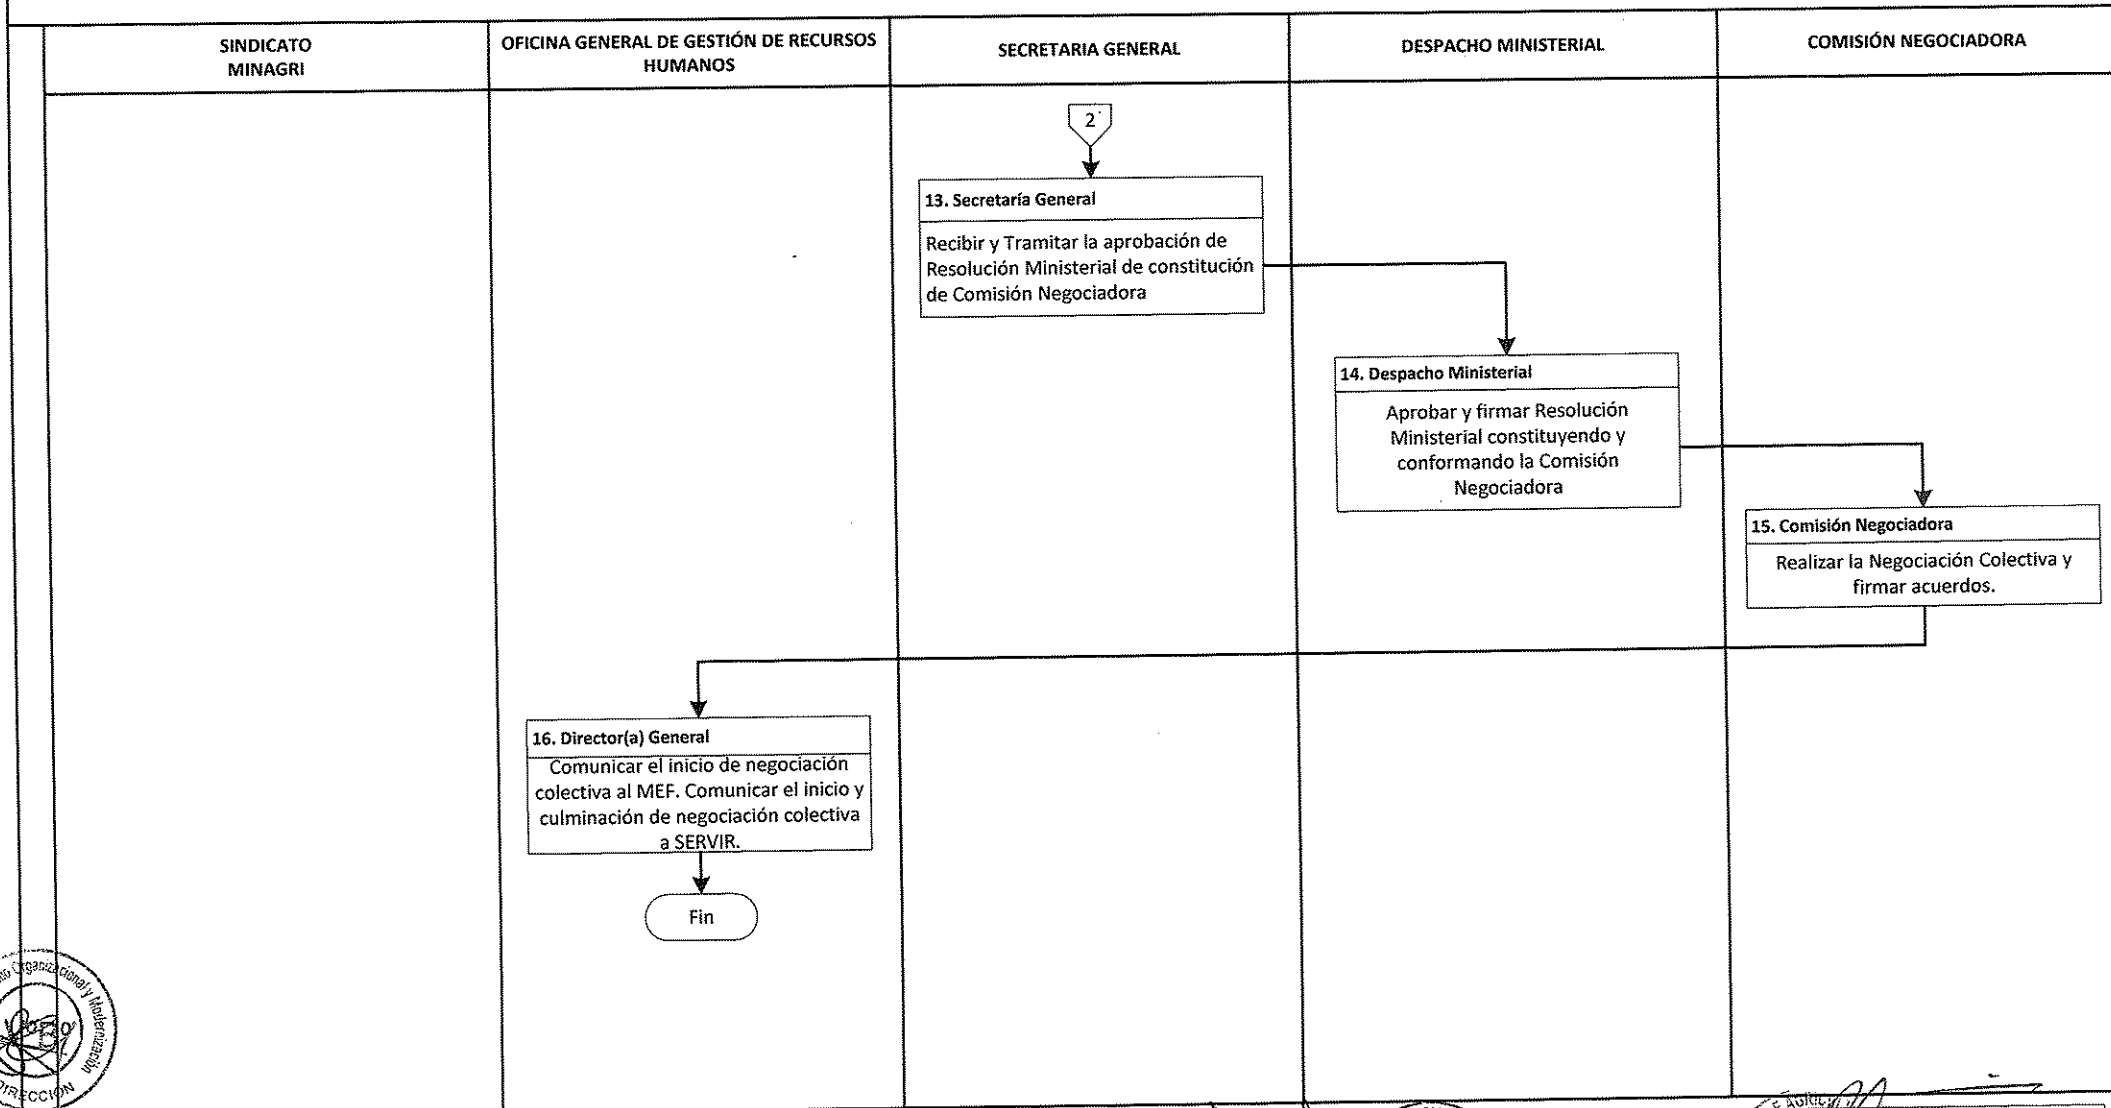 SINDICATO
MINAGRI
OFICINA GENERAL DE GESTIÓN DE RECURSOS
HUMANOS
SECRETARIA GENERAL
DESPACHO MINISTERIAL
COMISIÓN NEGOCIADORA
2
13. Secretaría General
Recibir y Tramitar la aprobación de
Resolución Ministerial de constitución
de Comisión Negociadora
14. Despacho Ministerial
Aprobar y firmar Resolución
Ministerial constituyendo y
conformando la Comisión
Negociadora
15. Comisión Negociadora
Realizar la Negociación Colectiva y
firmar acuerdos.
16. Director(a) General
Comunicar el inicio de negociación
colectiva al MEF. Comunicar el inicio y
culminación de negociación colectiva
a SERVIR.
Fin
Organizacional y Modernización
DIRECCIÓN